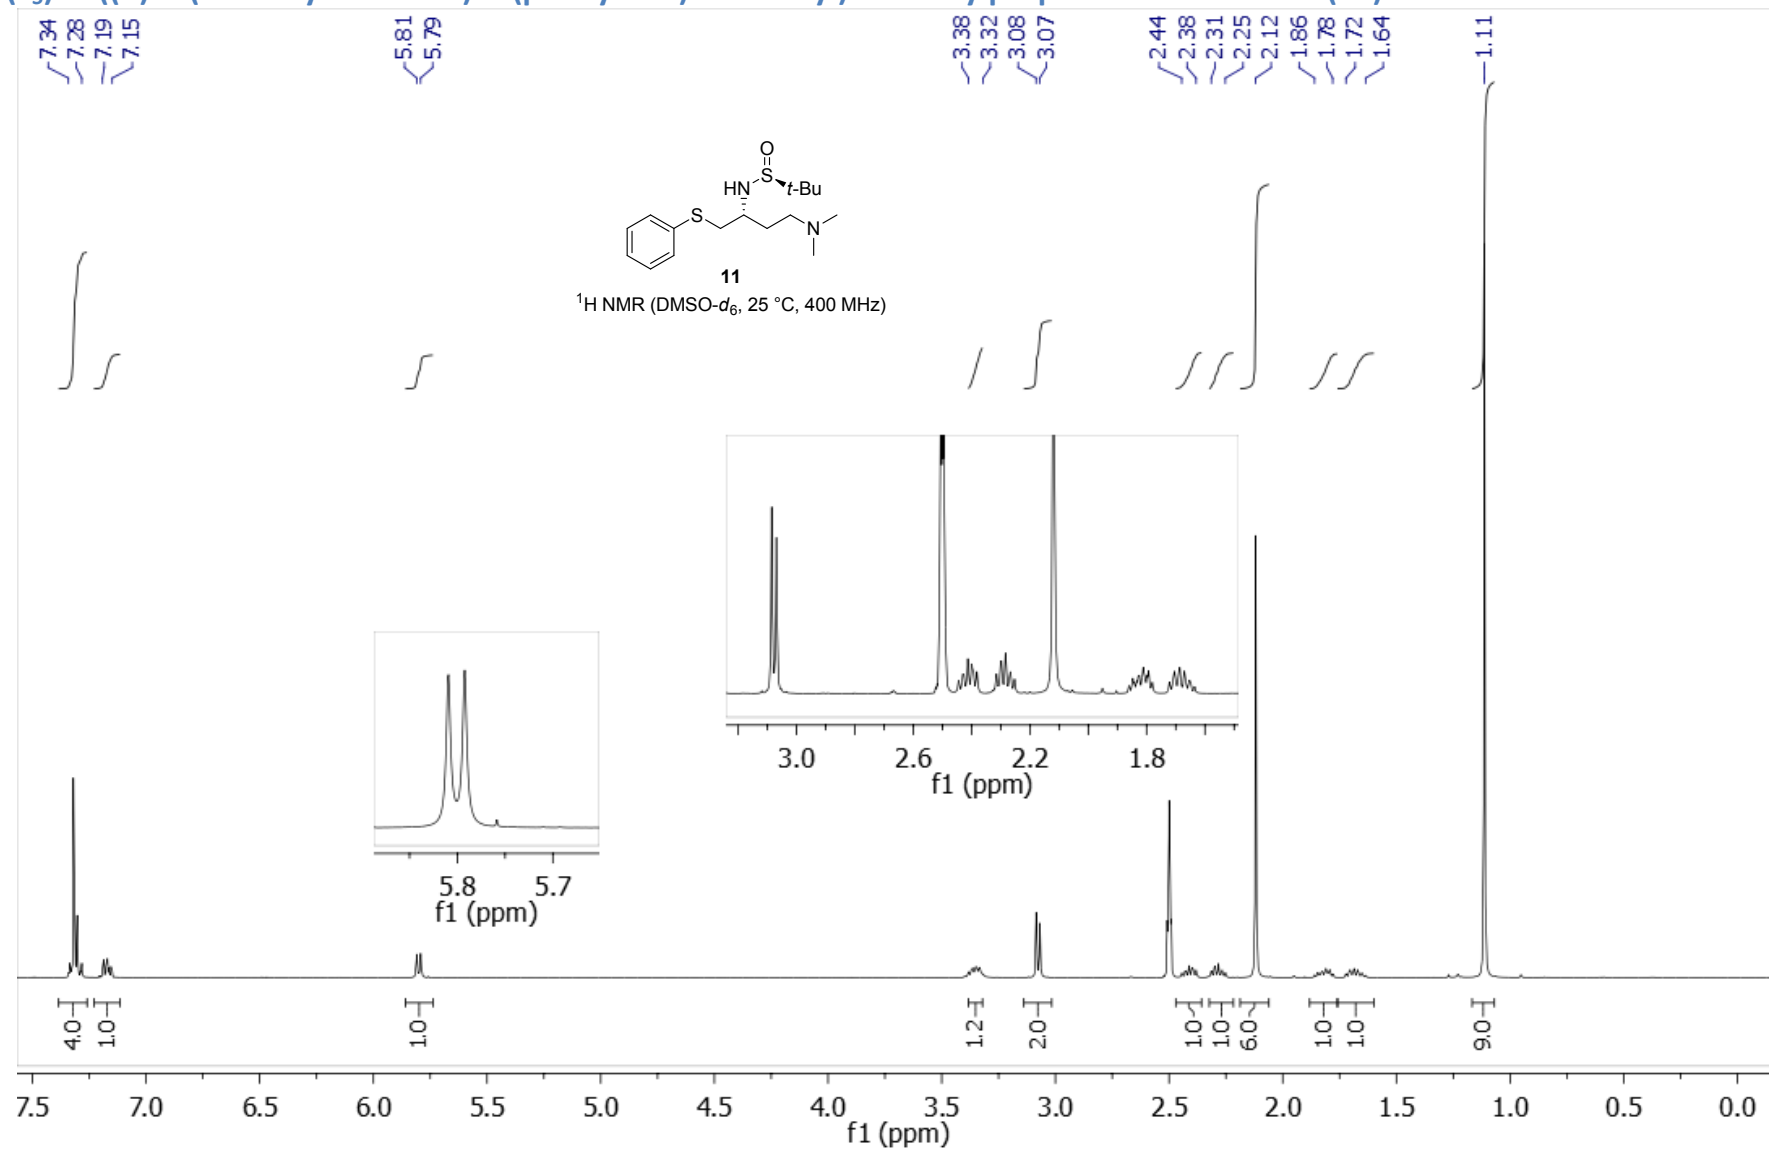 7.34
7.28
7.19
7.15
5.81
5.79
3.38
3.32
3.08
3.07
2.44
2.38
2.31
2.25
2.12
1.86
1.78
1.72
1.64
1.11
O
HN
S
t-Bu
S
N
11
¹H NMR (DMSO-d₆, 25 °C, 400 MHz)
3.0 2.6 2.2 1.8
f1 (ppm)
5.8 5.7
f1 (ppm)
4.0
1.0
1.0
1.2
2.0
1.0
1.0
6.0
1.0
1.0
9.0
7.5 7.0 6.5 6.0 5.5 5.0 4.5 4.0 3.5 3.0 2.5 2.0 1.5 1.0 0.5 0.0
f1 (ppm)